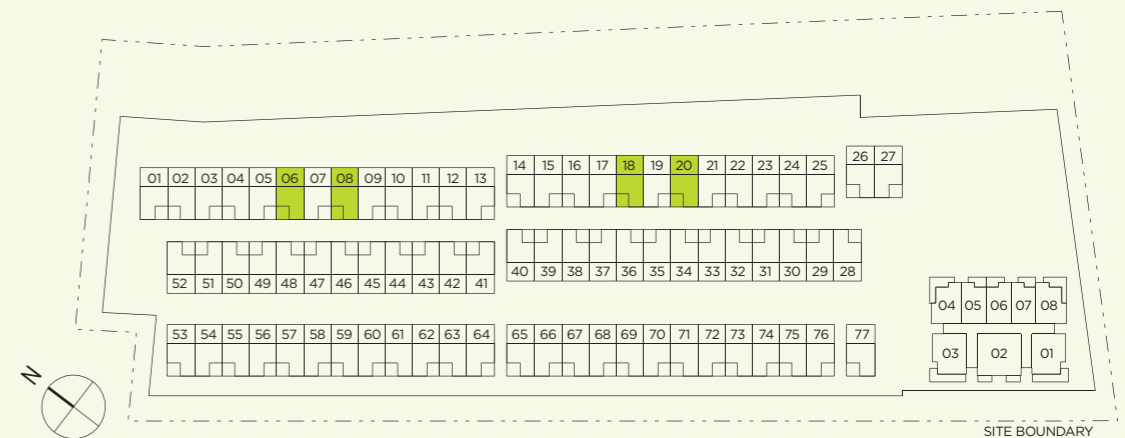 26 27
14 15 16 17 18 19 20 21 22 23 24 25
01 02 03 04 05 06 07 08 09 10 11 12 13
40 39 38 37 36 35 34 33 32 31 30 29 28
52 51 50 49 48 47 46 45 44 43 42 41
04 05 06 07 08
53 54 55 56 57 58 59 60 61 62 63 64
65 66 67 68 69 70 71 72 73 74 75 76
77
03 02 01
N
SITE BOUNDARY